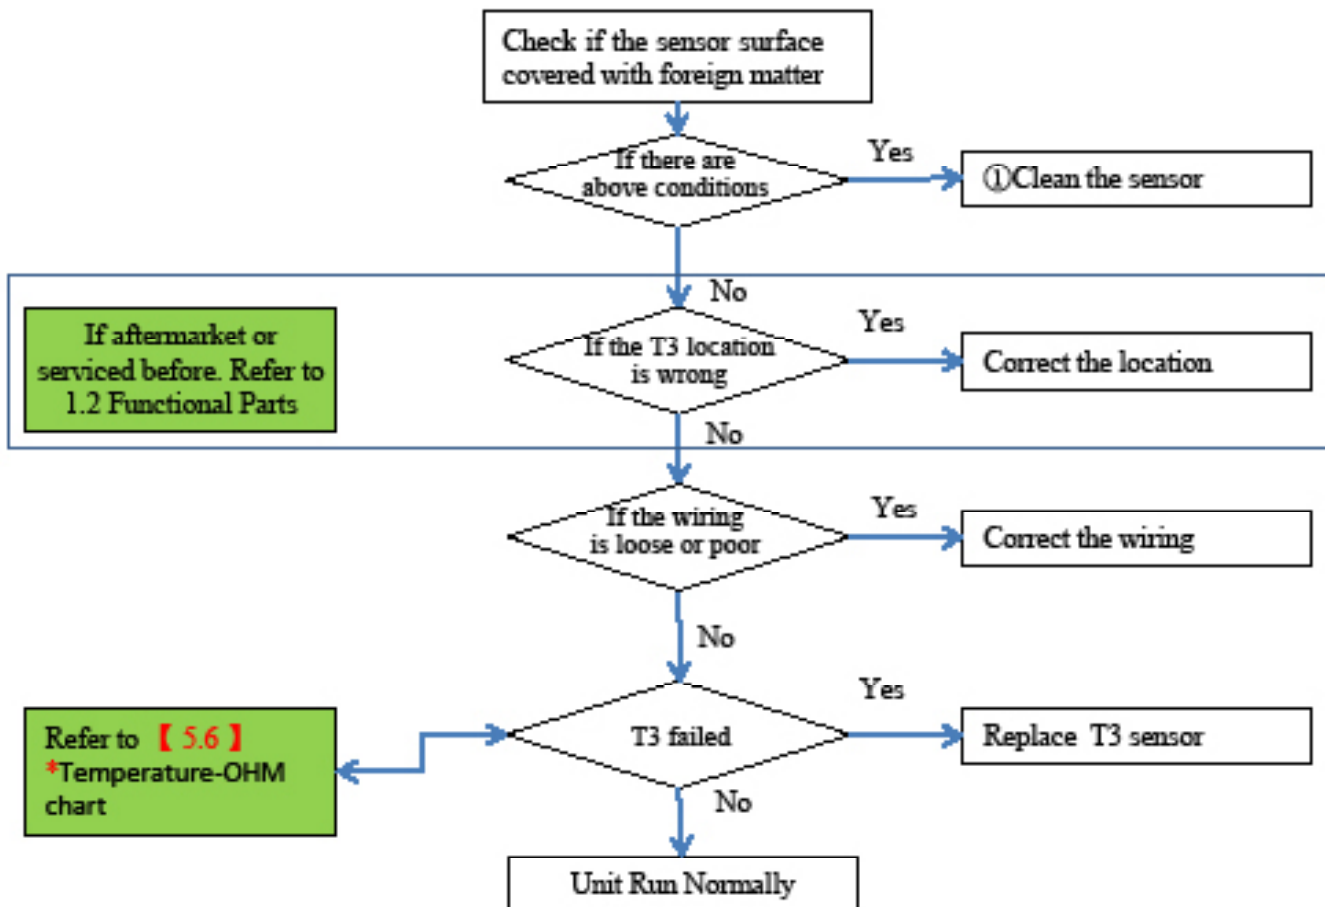 Check if the sensor surface
covered with foreign matter
If there are
above conditions
Yes
①Clean the sensor
No
If aftermarket or
serviced before. Refer to
1.2 Functional Parts
If the T3 location
is wrong
Yes
Correct the location
No
If the wiring
is loose or poor
Yes
Correct the wiring
No
Refer to 【 5.6 】
*Temperature-OHM
chart
T3 failed
Yes
Replace T3 sensor
No
Unit Run Normally